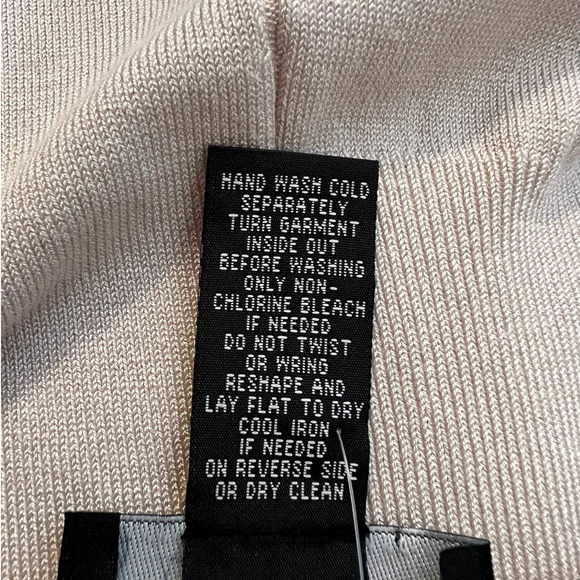 HAND WASH COLD
SEPARATELY
TURN GARMENT
INSIDE OUT
BEFORE WASHING
ONLY NON-
CHLORINE BLEACH
IF NEEDED
DO NOT TWIST
OR WRING
RESHAPE AND
LAY FLAT TO DRY
COOL IRON
IF NEEDED
ON REVERSE SIDE
OR DRY CLEAN